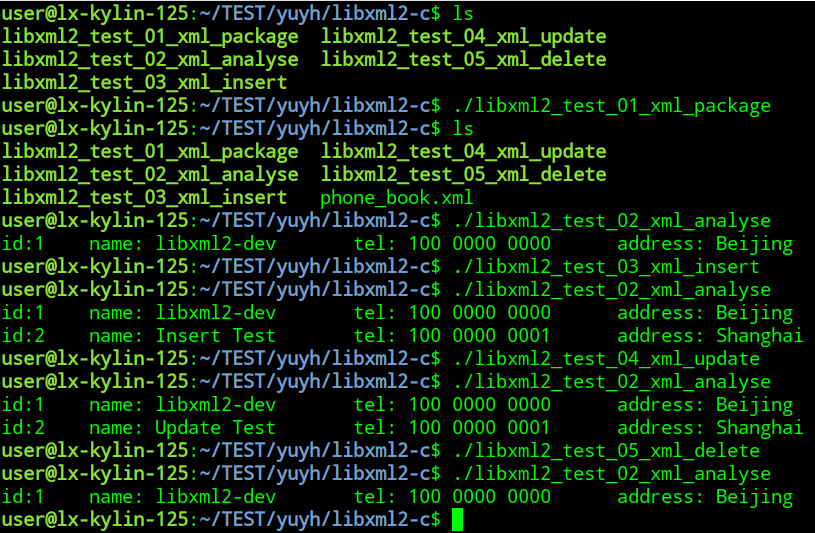 user@lx-kylin-125:~/TEST/yuyh/libxml2-c$ ls
libxml2_test_01_xml_package  libxml2_test_04_xml_update
libxml2_test_02_xml_analyse  libxml2_test_05_xml_delete
libxml2_test_03_xml_insert
user@lx-kylin-125:~/TEST/yuyh/libxml2-c$ ./libxml2_test_01_xml_package
user@lx-kylin-125:~/TEST/yuyh/libxml2-c$ ls
libxml2_test_01_xml_package  libxml2_test_04_xml_update
libxml2_test_02_xml_analyse  libxml2_test_05_xml_delete
libxml2_test_03_xml_insert   phone_book.xml
user@lx-kylin-125:~/TEST/yuyh/libxml2-c$ ./libxml2_test_02_xml_analyse
id:1    name: libxml2-dev       tel: 100 0000 0000      address: Beijing
user@lx-kylin-125:~/TEST/yuyh/libxml2-c$ ./libxml2_test_03_xml_insert
user@lx-kylin-125:~/TEST/yuyh/libxml2-c$ ./libxml2_test_02_xml_analyse
id:1    name: libxml2-dev       tel: 100 0000 0000      address: Beijing
id:2    name: Insert Test       tel: 100 0000 0001      address: Shanghai
user@lx-kylin-125:~/TEST/yuyh/libxml2-c$ ./libxml2_test_04_xml_update
user@lx-kylin-125:~/TEST/yuyh/libxml2-c$ ./libxml2_test_02_xml_analyse
id:1    name: libxml2-dev       tel: 100 0000 0000      address: Beijing
id:2    name: Update Test       tel: 100 0000 0001      address: Shanghai
user@lx-kylin-125:~/TEST/yuyh/libxml2-c$ ./libxml2_test_05_xml_delete
user@lx-kylin-125:~/TEST/yuyh/libxml2-c$ ./libxml2_test_02_xml_analyse
id:1    name: libxml2-dev       tel: 100 0000 0000      address: Beijing
user@lx-kylin-125:~/TEST/yuyh/libxml2-c$